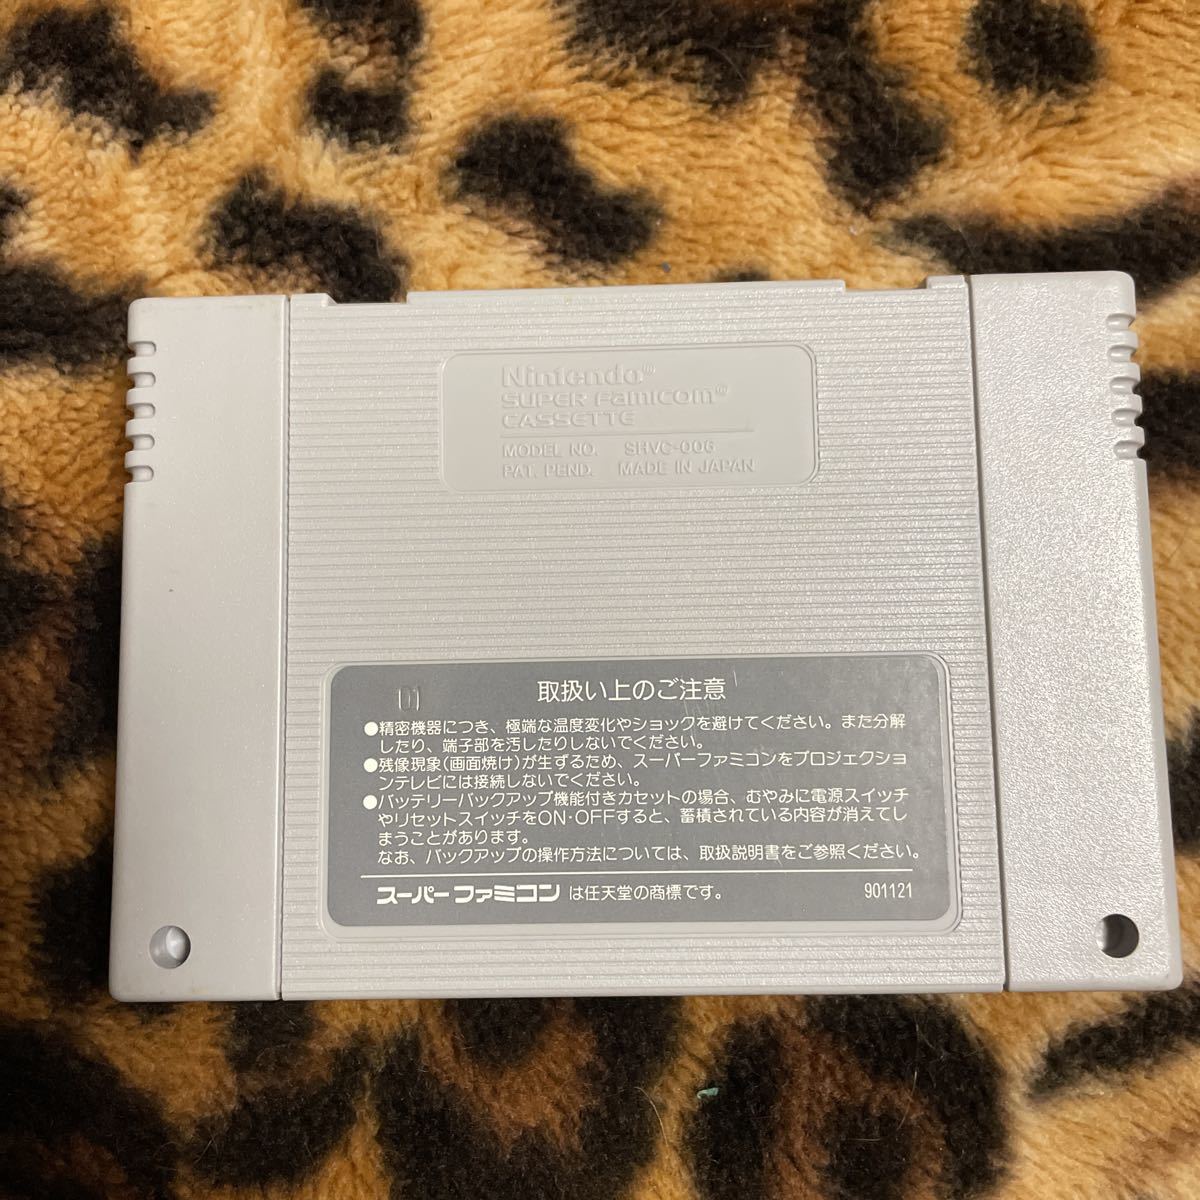 Nintendo®
SUPER Famicom®
CASSETTE
MODEL NO. SHVC-006
PAT. PEND. MADE IN JAPAN
取扱い上のご注意
●精密機器につき、極端な温度変化やショックを避けてください。また分解
したり、端子部を汚したりしないでください。
●残像現象(画面焼け)が生ずるため、スーパーファミコンをプロジェクショ
ンテレビには接続しないでください。
●バッテリーバックアップ機能付きカセットの場合、むやみに電源スイッチ
やリセットスイッチをON・OFFすると、蓄積されている内容が消えてし
まうことがあります。
なお、バックアップの操作方法については、取扱説明書をご参照ください。
スーパーファミコン は任天堂の商標です。 901121